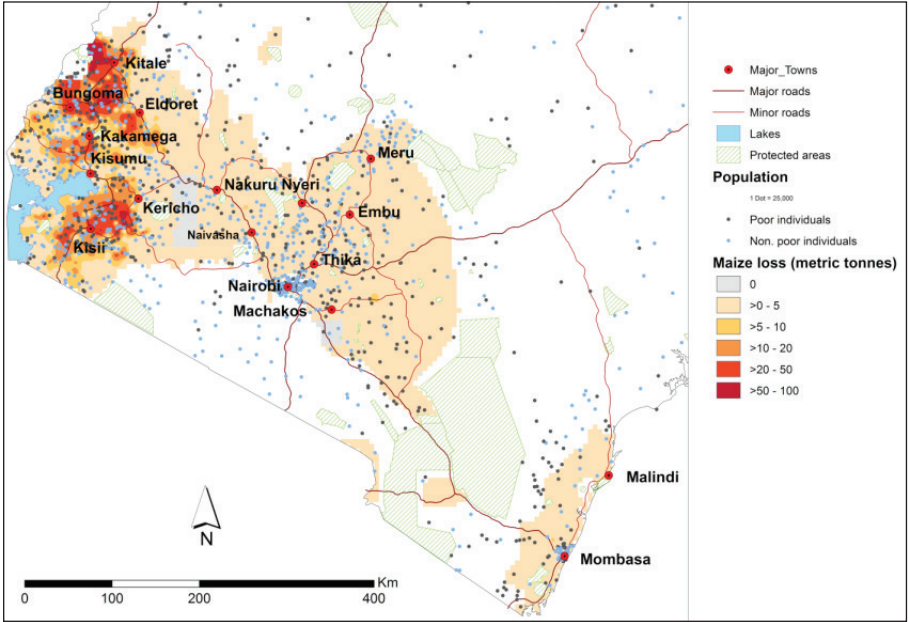 Kitale
Bungoma
Eldoret
Kakamega
Kisumu
Meru
Nakuru Nyeri
Kericho
Embu
Naivasha
Kisii
Thika
Nairobi
Machakos
Malindi
Mombasa
N
Km
0 100 200 400
Major_Towns
Major roads
Minor roads
Lakes
Protected areas
Population
1 Dot = 25,000
Poor individuals
Non. poor individuals
Maize loss (metric tonnes)
0
>0 - 5
>5 - 10
>10 - 20
>20 - 50
>50 - 100